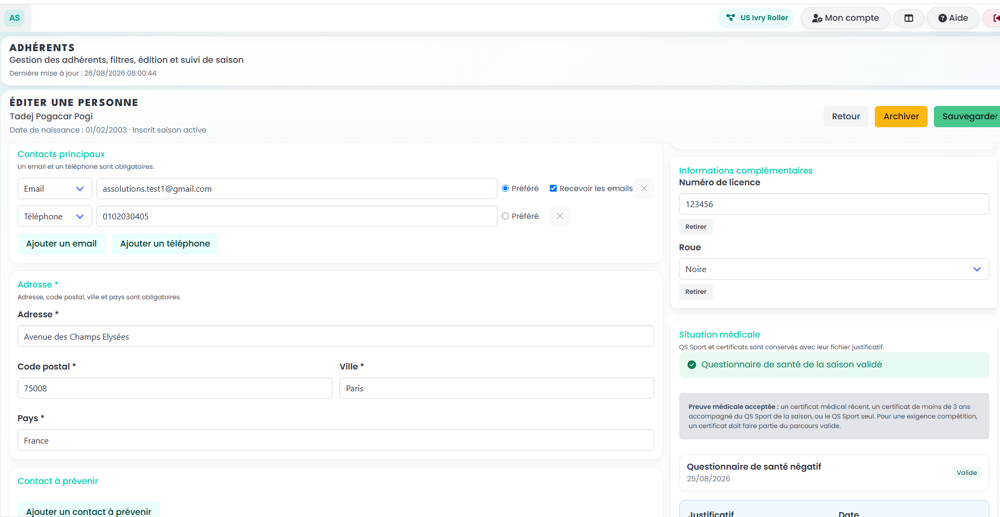 AS
US Ivry Roller
Mon compte
Aide
ADHÉRENTS
Gestion des adhérents, filtres, édition et suivi de saison
Dernière mise à jour : 26/08/2026 08:00:44
ÉDITER UNE PERSONNE
Tadej Pogacar Pogi
Date de naissance : 01/02/2003 · Inscrit saison active
Retour
Archiver
Sauvegarder
Contacts principaux
Un email et un téléphone sont obligatoires.
Email
assolutions.test1@gmail.com
Préféré
Recevoir les emails
Téléphone
0102030405
Préféré
Ajouter un email
Ajouter un téléphone
Adresse *
Adresse, code postal, ville et pays sont obligatoires.
Adresse *
Avenue des Champs Elysées
Code postal *
Ville *
75008
Paris
Pays *
France
Contact à prévenir
Ajouter un contact à prévenir
Informations complémentaires
Numéro de licence
123456
Retirer
Roue
Noire
Retirer
Situation médicale
QS Sport et certificats sont conservés avec leur fichier justificatif.
Questionnaire de santé de la saison validé
Preuve médicale acceptée : un certificat médical récent, un certificat de moins de 3 ans
accompagné du QS Sport de la saison, ou le QS Sport seul. Pour une exigence compétition,
un certificat doit faire partie du parcours valide.
Questionnaire de santé négatif
25/08/2026
Valide
Justificatif
Date